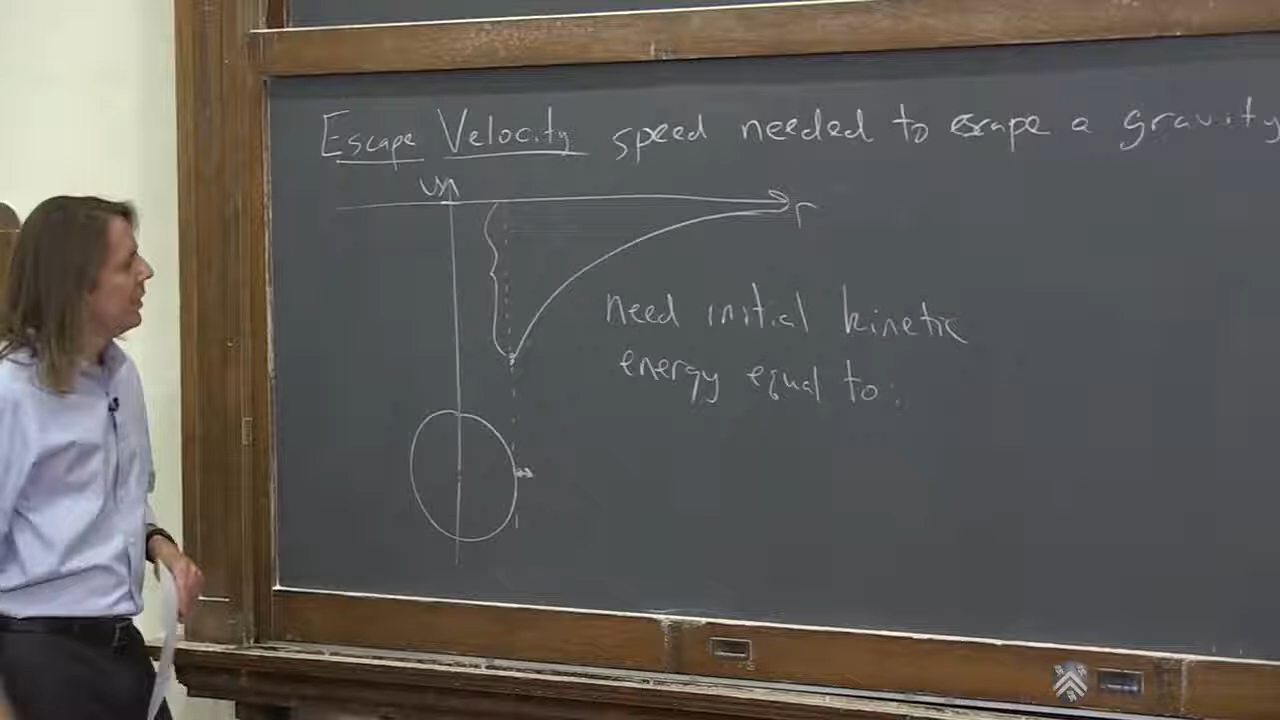 Escape Velocity speed needed to escape a gravity
U
r
need initial kinetic
energy equal to: